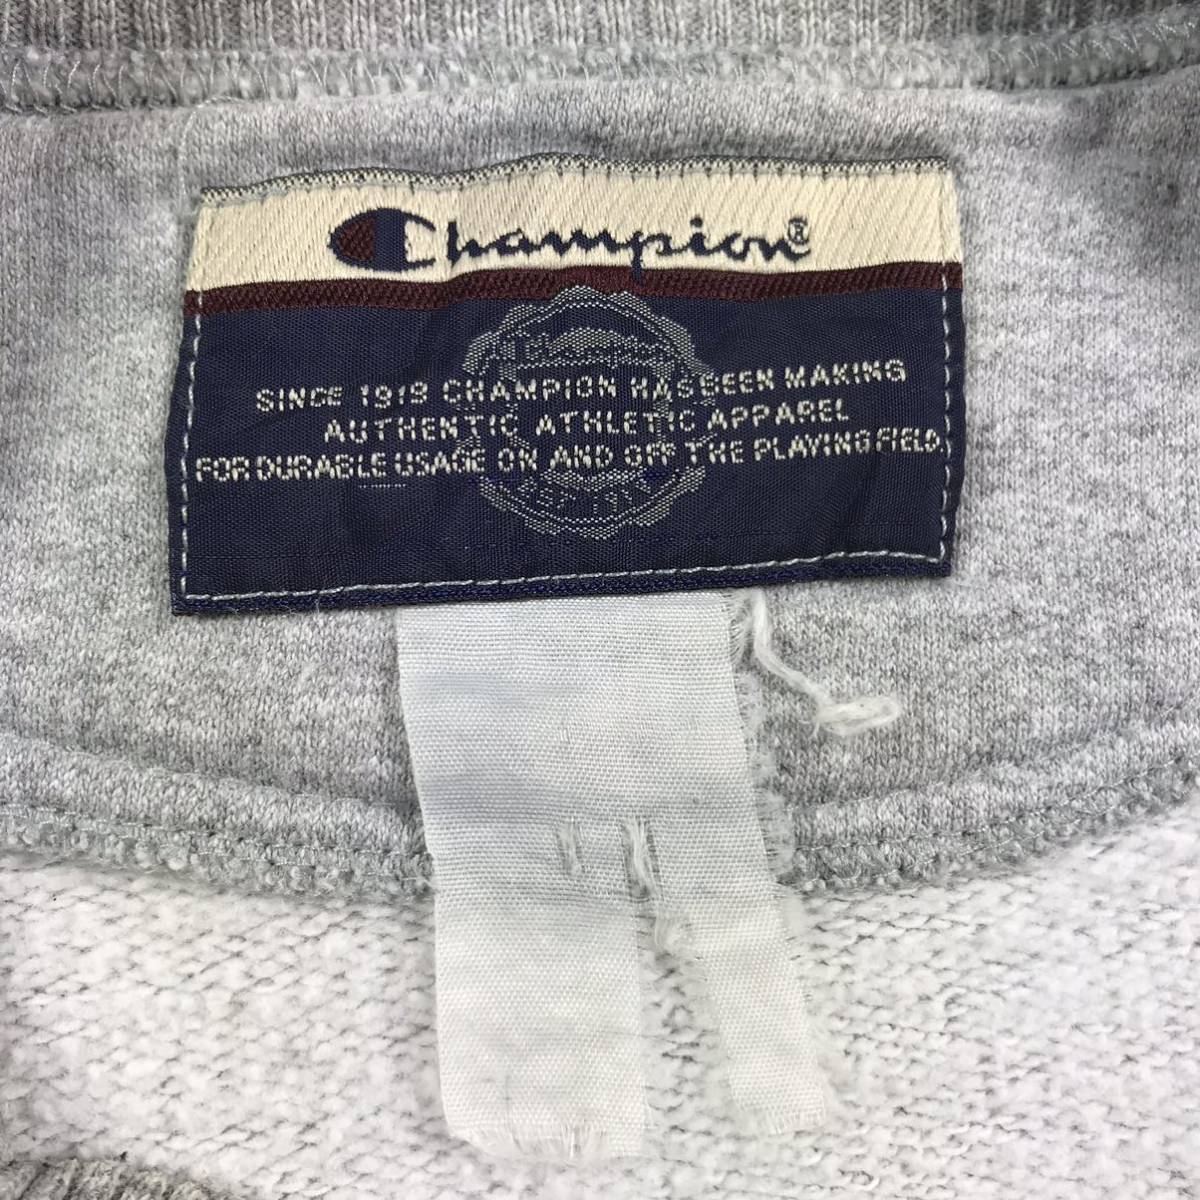 Champion®
Champion
SINCE 1919 CHAMPION HAS BEEN MAKING
AUTHENTIC ATHLETIC APPAREL
FOR DURABLE USAGE ON AND OFF THE PLAYING FIELD.